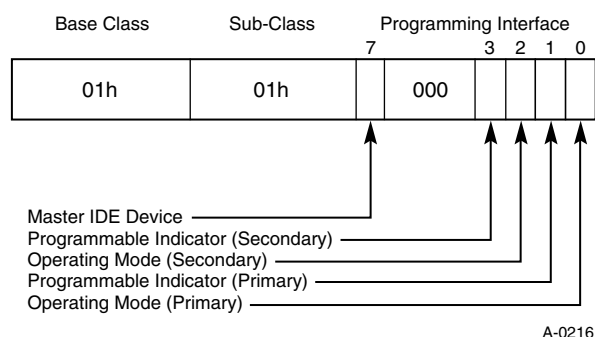 Base Class Sub-Class Programming Interface
7 3 2 1 0
01h 01h 000
Master IDE Device
Programmable Indicator (Secondary)
Operating Mode (Secondary)
Programmable Indicator (Primary)
Operating Mode (Primary)
A-0216